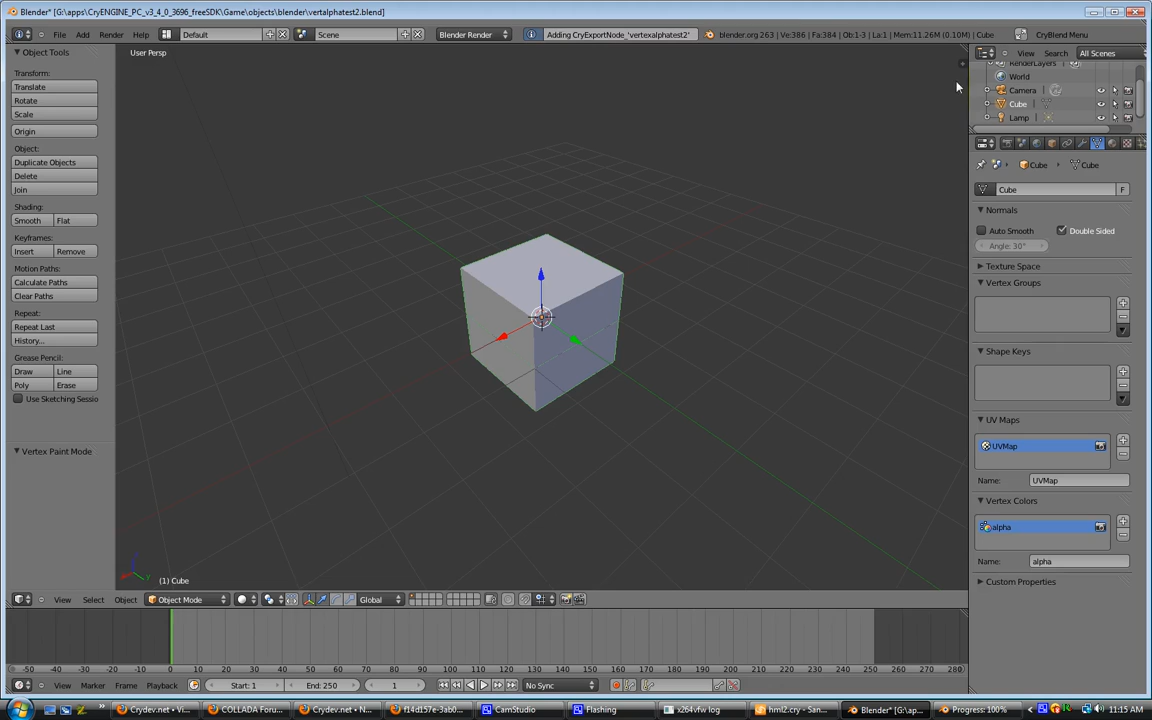 Blender* [G:\apps\CryENGINE_PC_v3_4_0_3696_freeSDK\Game\objects\blender\vertalphatest2.blend]
File Add Render Help Default Scene Blender Render Adding CryExportNode_'vertexalphatest2' blender.org 263 | Ve:386 | Fa:384 | Ob:1-3 | La:1 | Mem:11.26M (0.10M) | Cube CryBlend Menu
Object Tools
Transform:
Translate
Rotate
Scale
Origin
Object:
Duplicate Objects
Delete
Join
Shading:
Smooth Flat
Keyframes:
Insert Remove
Motion Paths:
Calculate Paths
Clear Paths
Repeat:
Repeat Last
History...
Grease Pencil:
Draw Line
Poly Erase
Use Sketching Sessio
Vertex Paint Mode
User Persp
(1) Cube
View Search All Scenes
RenderLayers
World
Camera
Cube
Lamp
Cube Cube
Cube F
Normals
Auto Smooth Double Sided
Angle: 30°
Texture Space
Vertex Groups
Shape Keys
UV Maps
UVMap
Name: UVMap
Vertex Colors
alpha
Name: alpha
Custom Properties
View Select Object Object Mode Global
-50 -40 -30 -20 -10 0 10 20 30 40 50 60 70 80 90 100 110 120 130 140 150 160 170 180 190 200 210 220 230 240 250 260 270 280
View Marker Frame Playback Start: 1 End: 250 1 No Sync
Crydev.net • Vi... COLLADA Foru... Crydev.net • N... f14d157e-3ab0... CamStudio Flashing x264vfw log hml2.cry - San... Blender* [G:\ap... Progress: 100% 11:15 AM